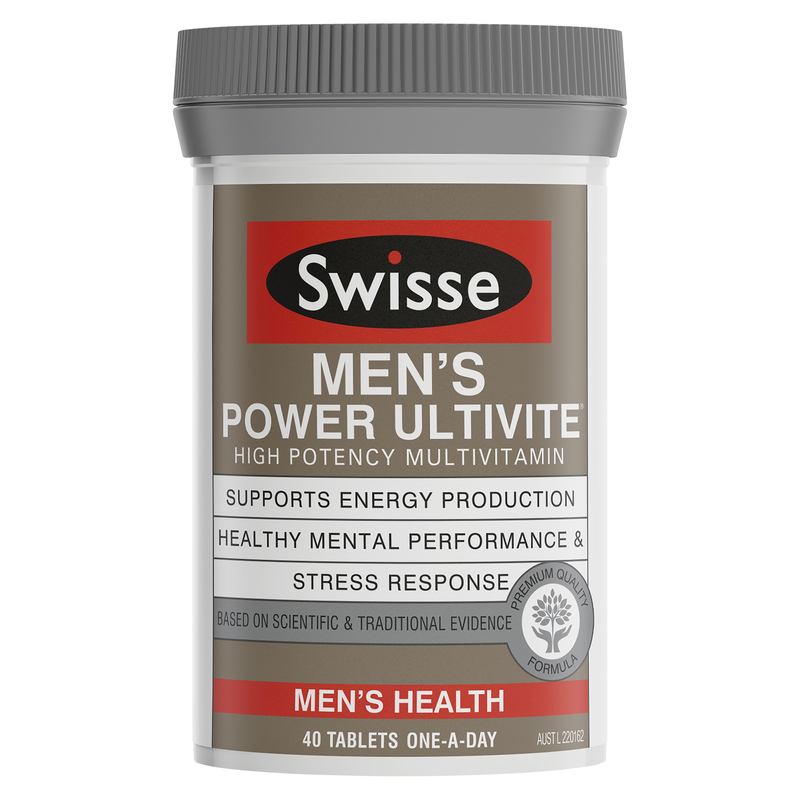 Swisse
MEN'S
POWER ULTIVITE®
HIGH POTENCY MULTIVITAMIN
SUPPORTS ENERGY PRODUCTION
HEALTHY MENTAL PERFORMANCE &
STRESS RESPONSE
BASED ON SCIENTIFIC & TRADITIONAL EVIDENCE
PREMIUM QUALITY
FORMULA
MEN'S HEALTH
40 TABLETS ONE-A-DAY
AUST L 220162